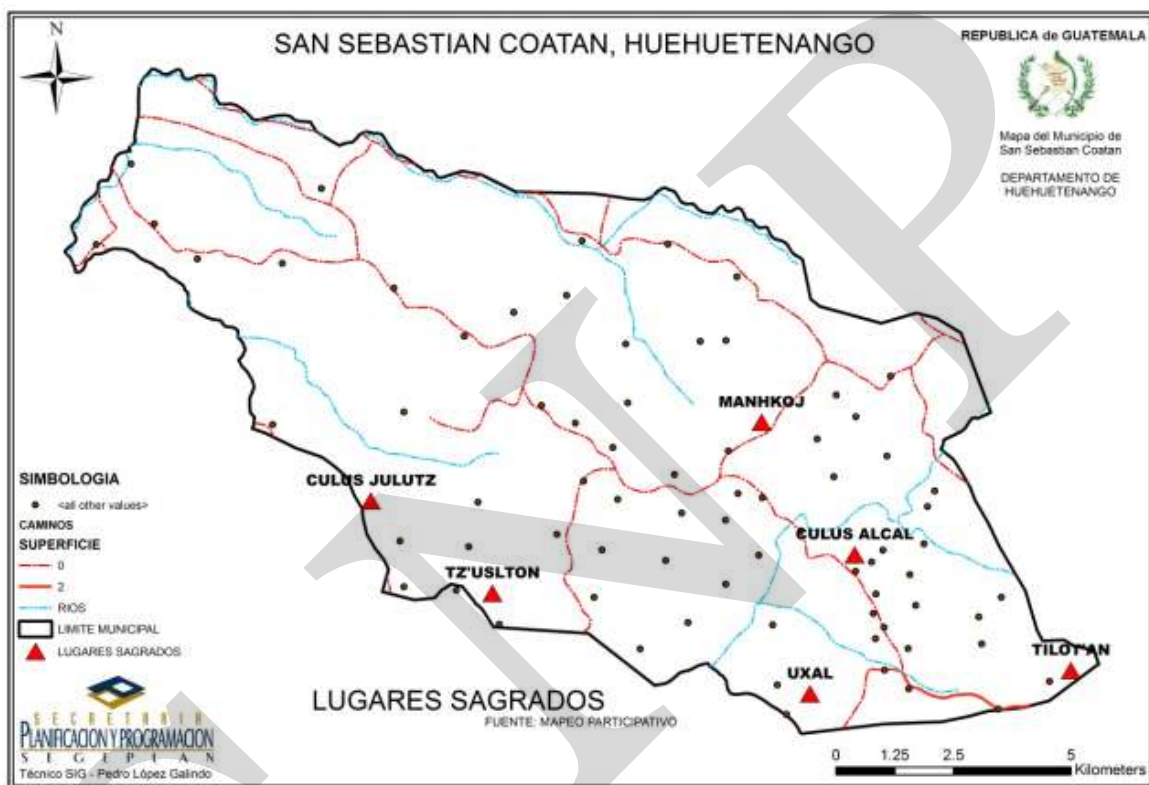 N
SAN SEBASTIAN COATAN, HUEHUETENANGO
REPUBLICA de GUATEMALA
Mapa del Municipio de
San Sebastian Coatan
DEPARTAMENTO DE
HUEHUETENANGO
MANHKOJ
CULUS JULUTZ
CULUS ALCAL
TZ'USLTON
TILOT'AN
UXAL
SIMBOLOGIA
<all other values>
CAMINOS
SUPERFICIE
0
2
RIOS
LIMITE MUNICIPAL
LUGARES SAGRADOS
LUGARES SAGRADOS
FUENTE: MAPEO PARTICIPATIVO
SECRETARIA
PLANIFICACION Y PROGRAMACION
SEGEPLAN
Técnico SIG - Pedro López Galindo
0 1.25 2.5 5
Kilometers